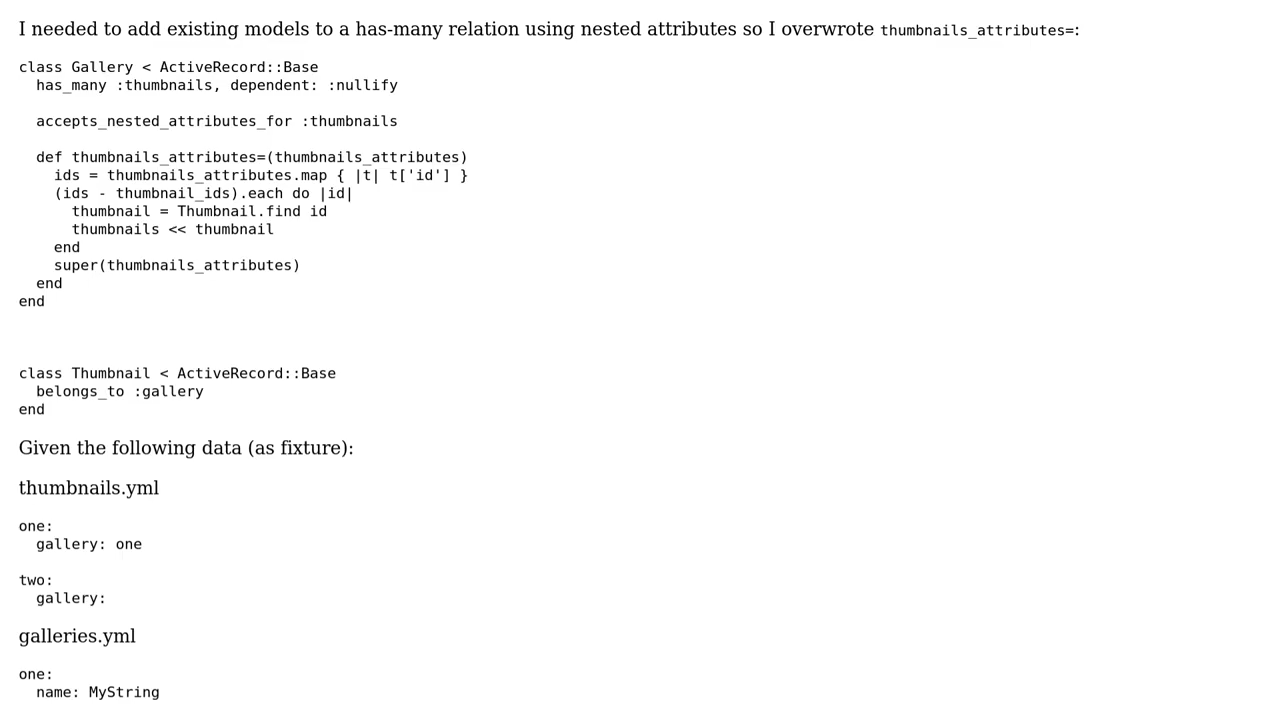 I needed to add existing models to a has-many relation using nested attributes so I overwrote thumbnails_attributes=:
class Gallery < ActiveRecord::Base
  has_many :thumbnails, dependent: :nullify
  accepts_nested_attributes_for :thumbnails
  def thumbnails_attributes=(thumbnails_attributes)
    ids = thumbnails_attributes.map { |t| t['id'] }
    (ids - thumbnail_ids).each do |id|
      thumbnail = Thumbnail.find id
      thumbnails << thumbnail
    end
    super(thumbnails_attributes)
  end
end
class Thumbnail < ActiveRecord::Base
  belongs_to :gallery
end
Given the following data (as fixture):
thumbnails.yml
one:
  gallery: one
two:
  gallery:
galleries.yml
one:
  name: MyString